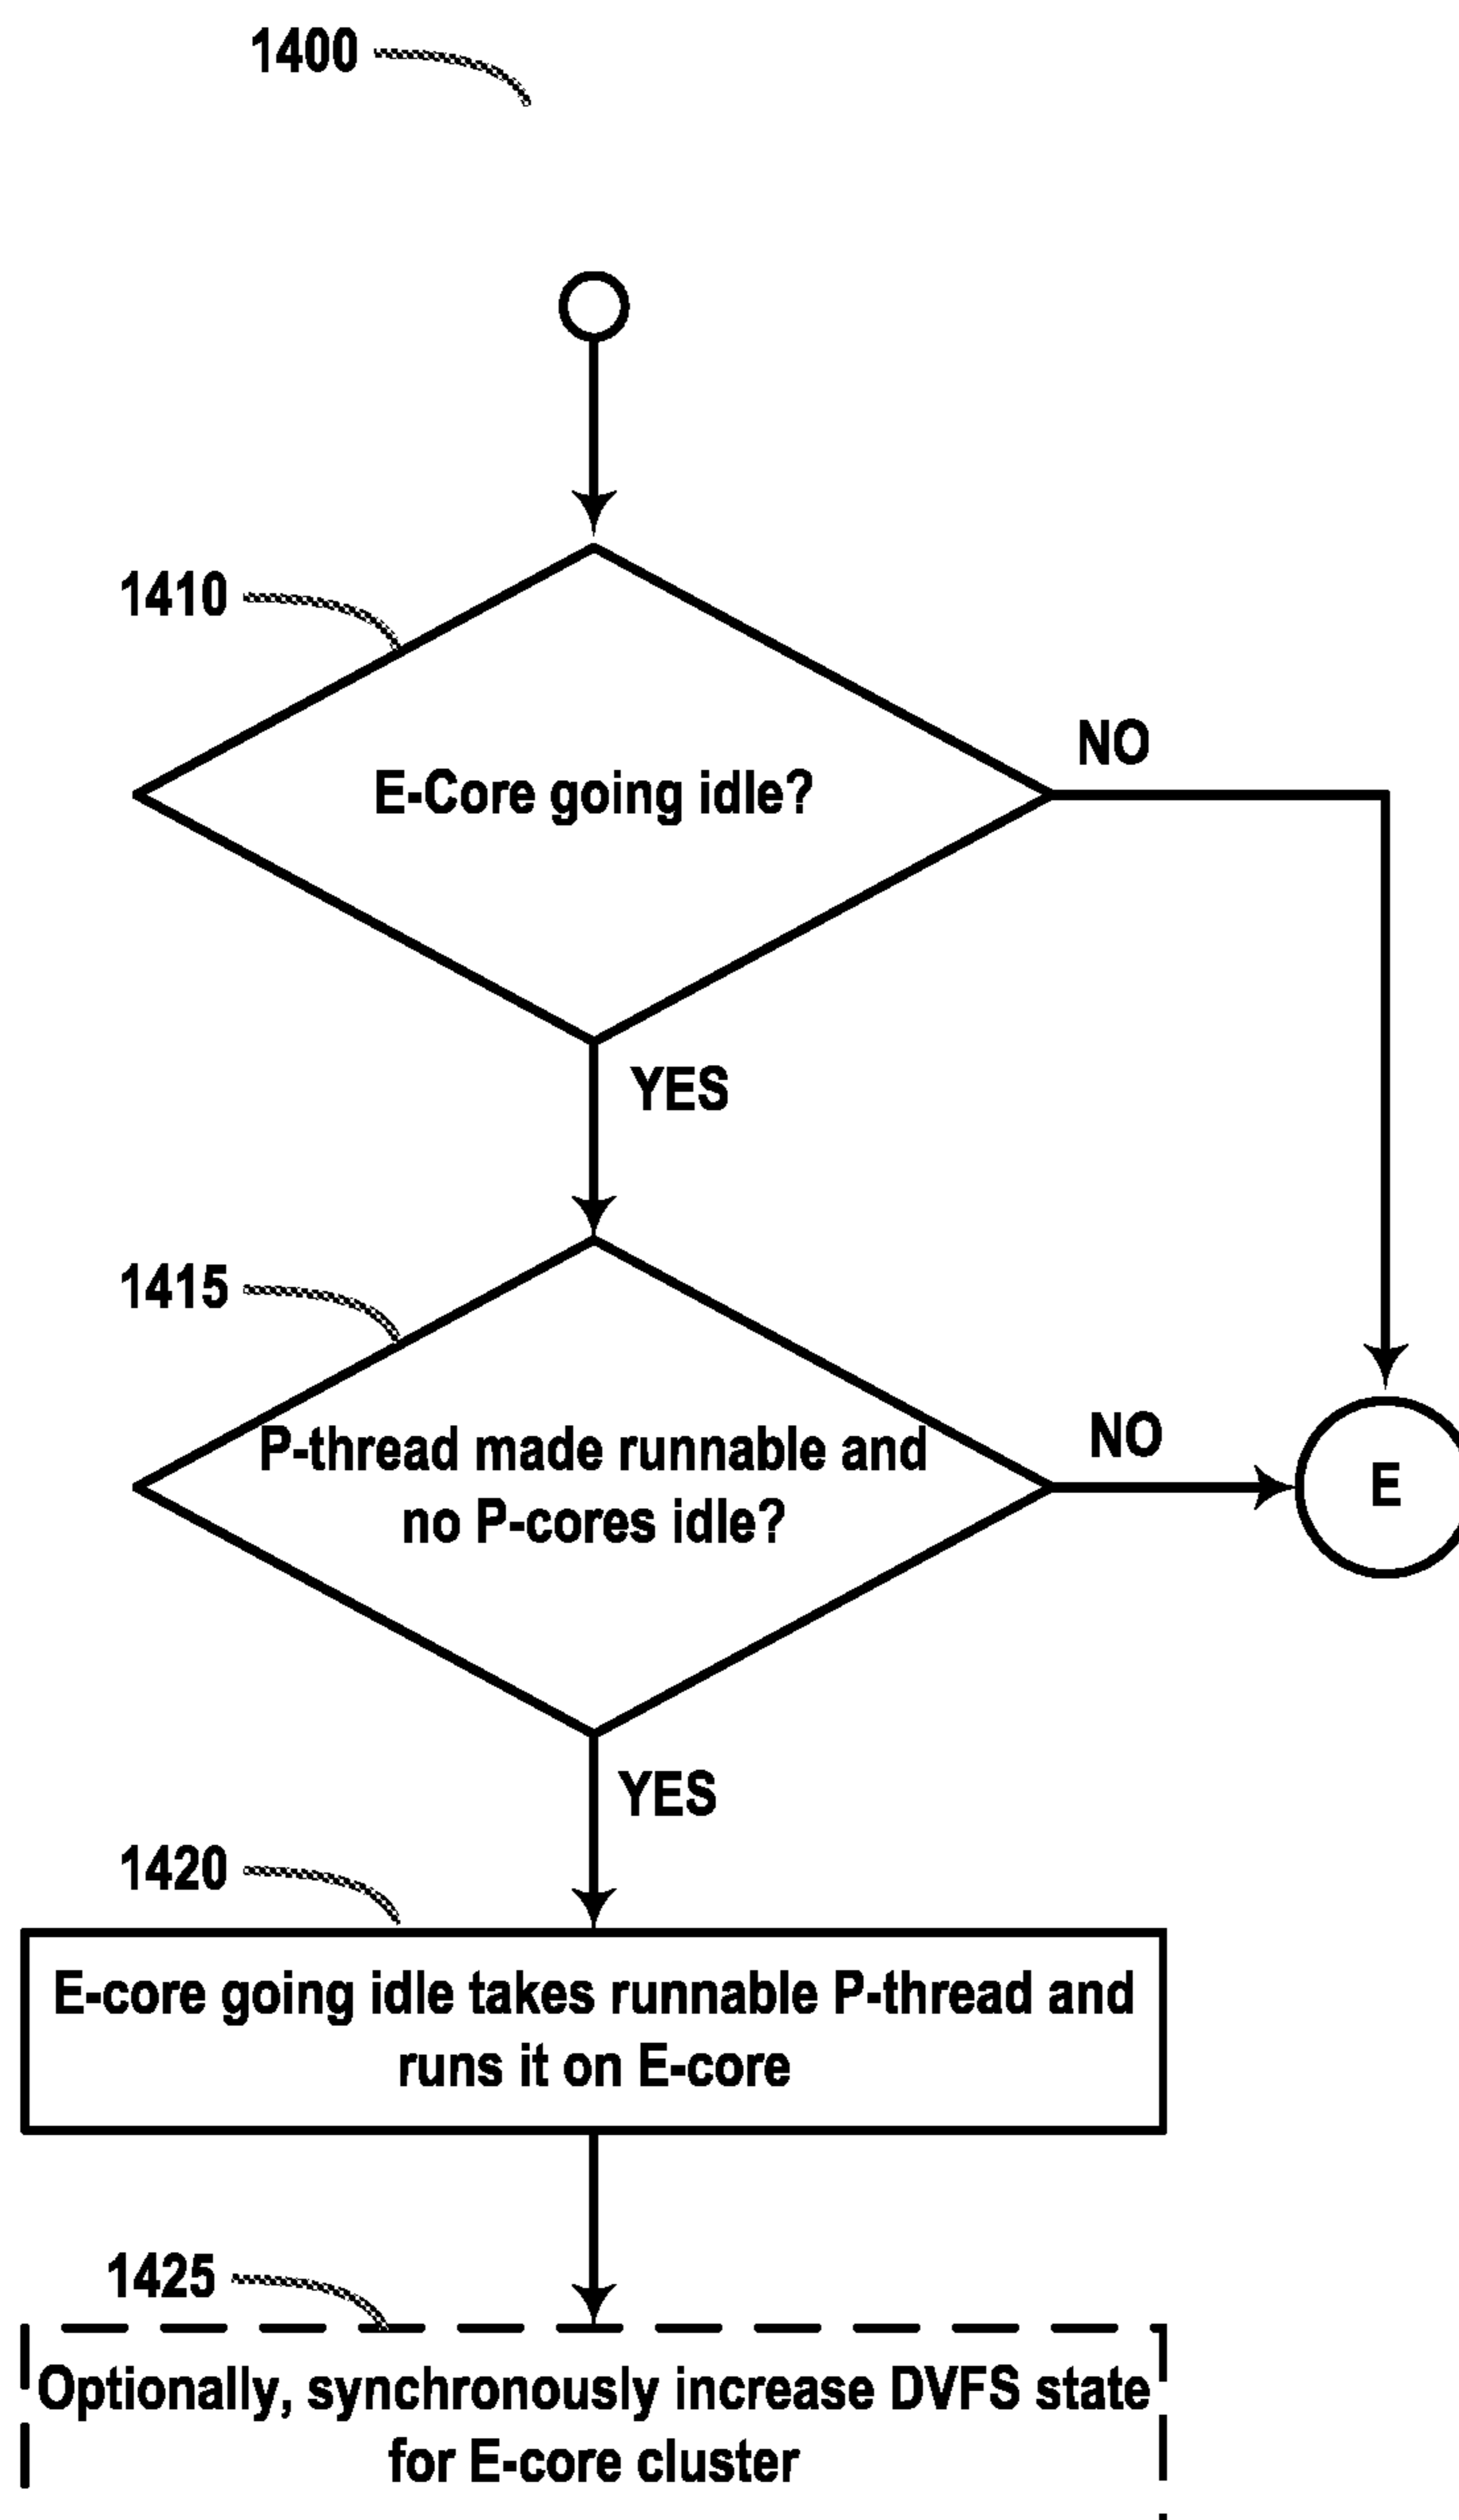 1400
1410
E-Core going idle?
NO
YES
1415
P-thread made runnable and
no P-cores idle?
NO
E
YES
1420
E-core going idle takes runnable P-thread and
runs it on E-core
1425
Optionally, synchronously increase DVFS state
for E-core cluster